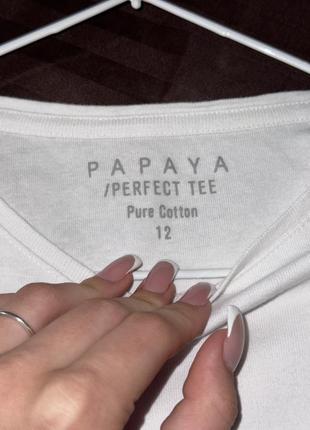 PAPAYA
/PERFECT TEE
Pure Cotton
12